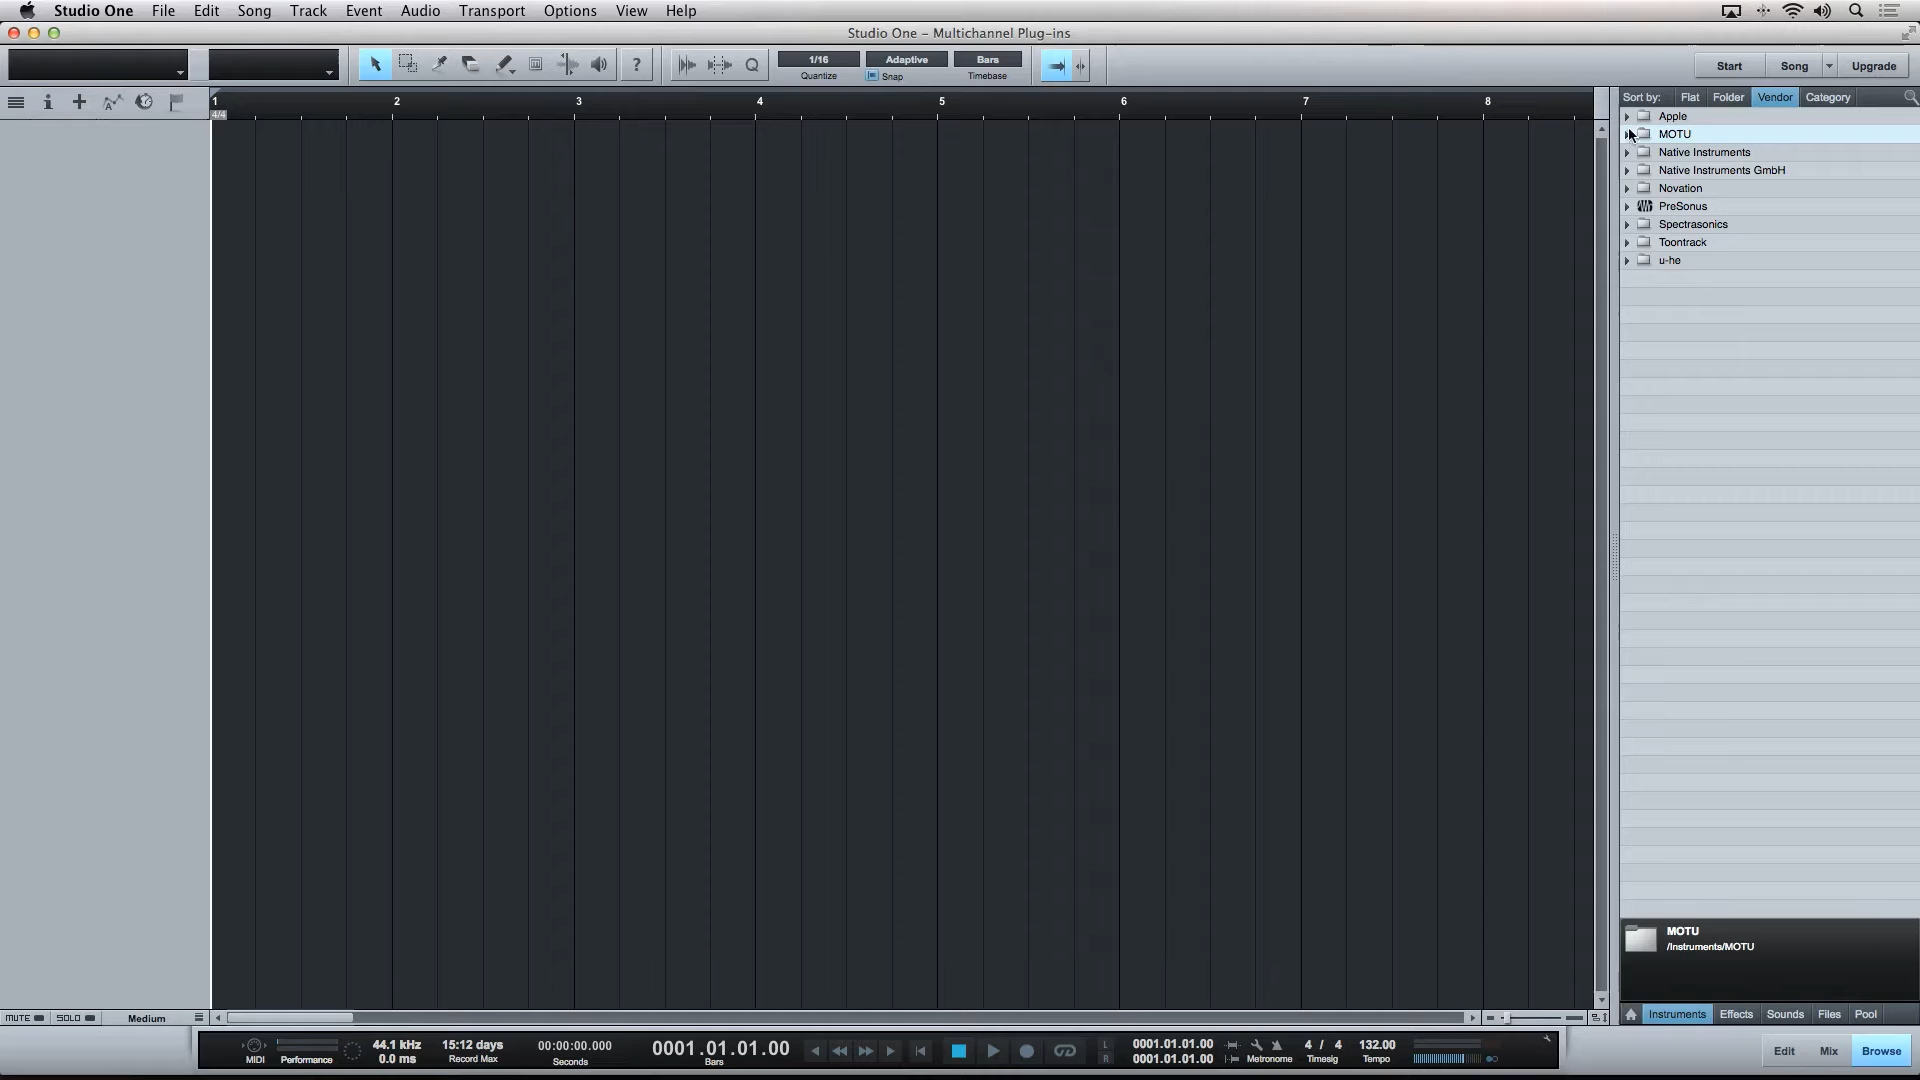 Studio One File Edit Song Track Event Audio Transport Options View Help
Studio One - Multichannel Plug-ins
1/16 Adaptive Bars
Quantize Snap Timebase
? Q
Start Song Upgrade
Sort by: Flat Folder Vendor Category
1 2 3 4 5 6 7 8
4/4
Apple
MOTU
Native Instruments
Native Instruments GmbH
Novation
PreSonus
Spectrasonics
Toontrack
u-he
MOTU
/Instruments/MOTU
Instruments Effects Sounds Files Pool
MUTE SOLO Medium
44.1 kHz 15:12 days 00:00:00.000 0001.01.01.00 L 0001.01.01.00 4 / 4 132.00
0.0 ms R 0001.01.01.00
MIDI Performance Record Max Seconds Bars Metronome Timesig Tempo
Edit Mix Browse